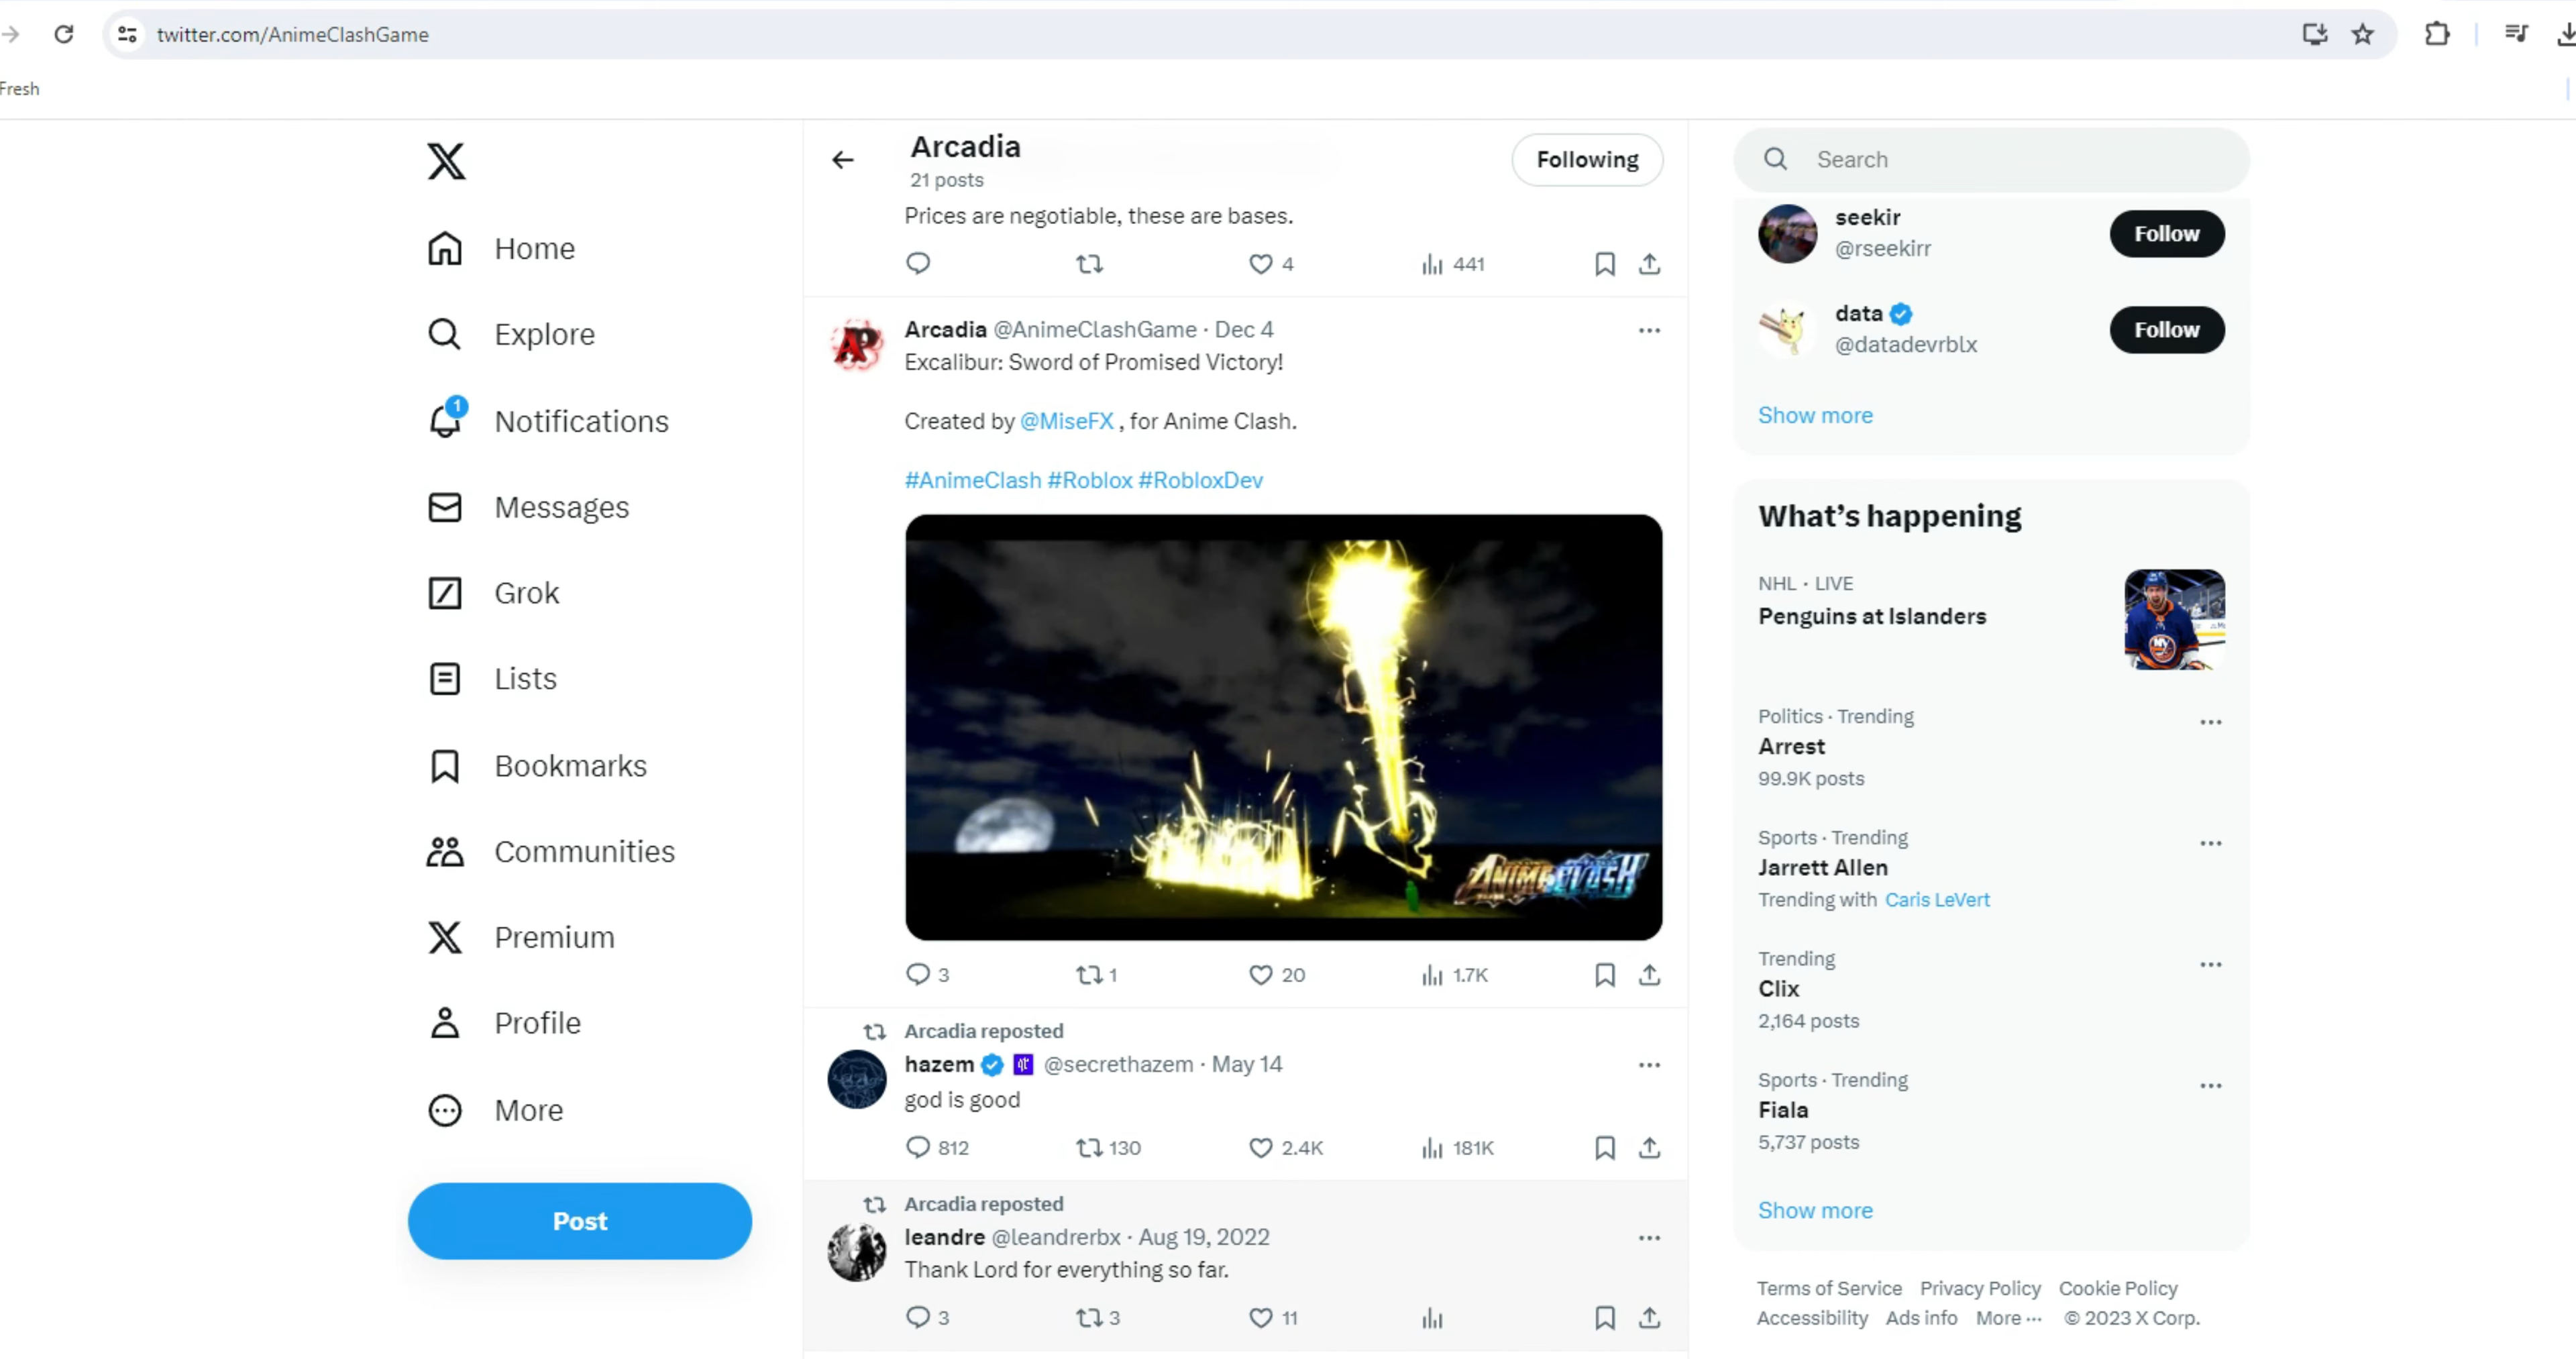 twitter.com/AnimeClashGame
Fresh
Home
Explore
1
Notifications
Messages
Grok
Lists
Bookmarks
Communities
Premium
Profile
More
Post
Arcadia
21 posts
Following
Prices are negotiable, these are bases.
4
441
Arcadia @AnimeClashGame · Dec 4
Excalibur: Sword of Promised Victory!
Created by @MiseFX , for Anime Clash.
#AnimeClash #Roblox #RobloxDev
ANIME CLASH
3
1
20
1.7K
Arcadia reposted
hazem @secrethazem · May 14
god is good
812
130
2.4K
181K
Arcadia reposted
leandre @leandrerbx · Aug 19, 2022
Thank Lord for everything so far.
3
3
11
Search
seekir
@rseekirr
Follow
data
@datadevrblx
Follow
Show more
What's happening
NHL · LIVE
Penguins at Islanders
Politics · Trending
Arrest
99.9K posts
Sports · Trending
Jarrett Allen
Trending with Caris LeVert
Trending
Clix
2,164 posts
Sports · Trending
Fiala
5,737 posts
Show more
Terms of Service Privacy Policy Cookie Policy
Accessibility Ads info More ··· © 2023 X Corp.